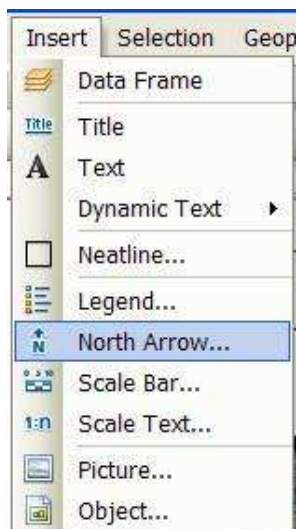 Insert Selection Geop
Data Frame
Title Title
A Text
Dynamic Text
Neatline...
Legend...
N North Arrow...
Scale Bar...
1:n Scale Text...
Picture...
Object...